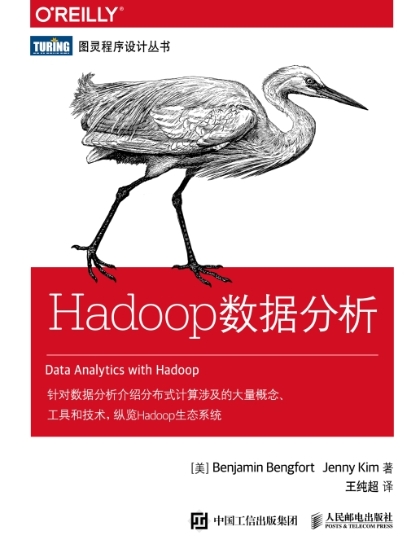 O'REILLY®
TURING 图灵程序设计丛书
Hadoop数据分析
Data Analytics with Hadoop
针对数据分析介绍分布式计算涉及的大量概念、
工具和技术，纵览Hadoop生态系统
[美] Benjamin Bengfort Jenny Kim 著
王纯超 译
中国工信出版集团 人民邮电出版社
POSTS & TELECOM PRESS